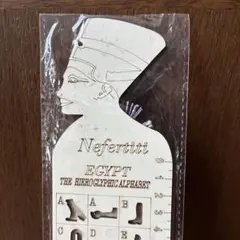 Nefertiti
EGYPT
THE HIEROGLYPHIC ALPHABET
A A B
C D E